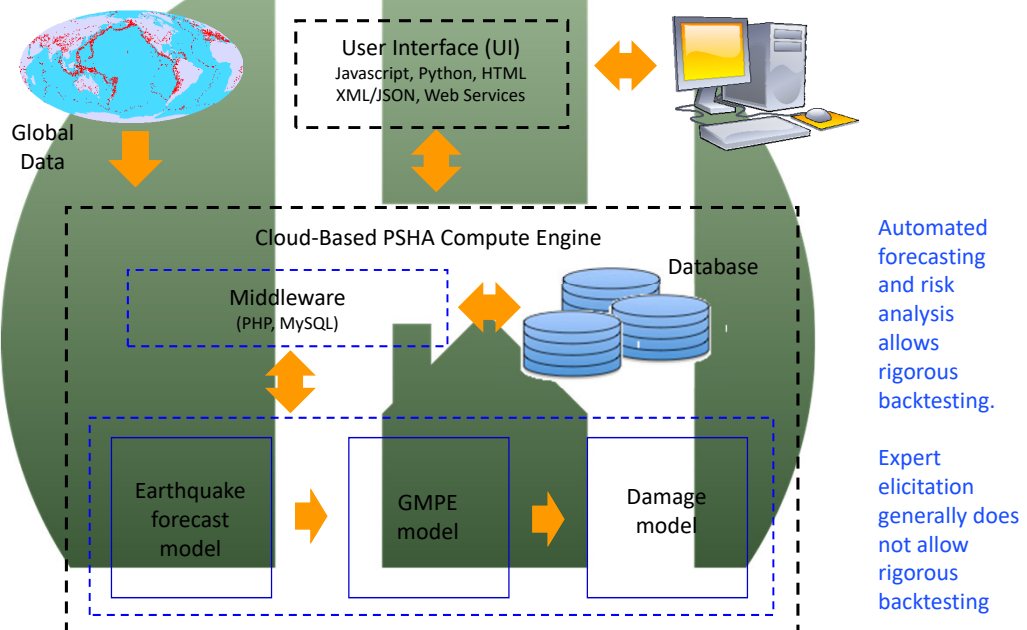 User Interface (UI)
Javascript, Python, HTML
XML/JSON, Web Services
Global
Data
Cloud-Based PSHA Compute Engine
Database
Middleware
(PHP, MySQL)
Earthquake
forecast
model
GMPE
model
Damage
model
Automated
forecasting
and risk
analysis
allows
rigorous
backtesting.
Expert
elicitation
generally does
not allow
rigorous
backtesting